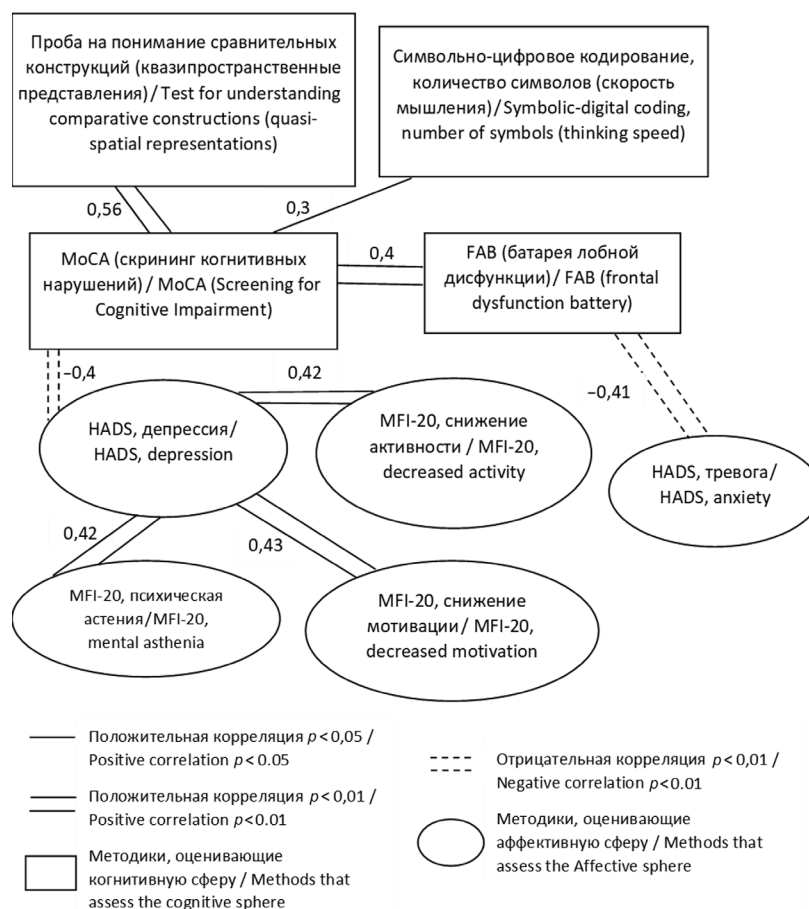 Проба на понимание сравнительных
конструкций (квазипространственные
представления) / Test for understanding
comparative constructions (quasi-
spatial representations)
Символьно-цифровое кодирование,
количество символов (скорость
мышления) / Symbolic-digital coding,
number of symbols (thinking speed)
0,56
0,3
MoCA (скрининг когнитивных
нарушений) / MoCA (Screening for
Cognitive Impairment)
0,4
FAB (батарея лобной
дисфункции) / FAB (frontal
dysfunction battery)
–0,4
0,42
–0,41
HADS, депрессия/
HADS, depression
MFI-20, снижение
активности / MFI-20,
decreased activity
HADS, тревога/
HADS, anxiety
0,42
0,43
MFI-20, психическая
астения/MFI-20,
mental asthenia
MFI-20, снижение
мотивации / MFI-20,
decreased motivation
Положительная корреляция p < 0,05 /
Positive correlation p < 0.05
Положительная корреляция p < 0,01 /
Positive correlation p<0.01
Методики, оценивающие
когнитивную сферу / Methods that
assess the cognitive sphere
Отрицательная корреляция p < 0,01 /
Negative correlation p<0.01
Методики, оценивающие
аффективную сферу / Methods that
assess the Affective sphere